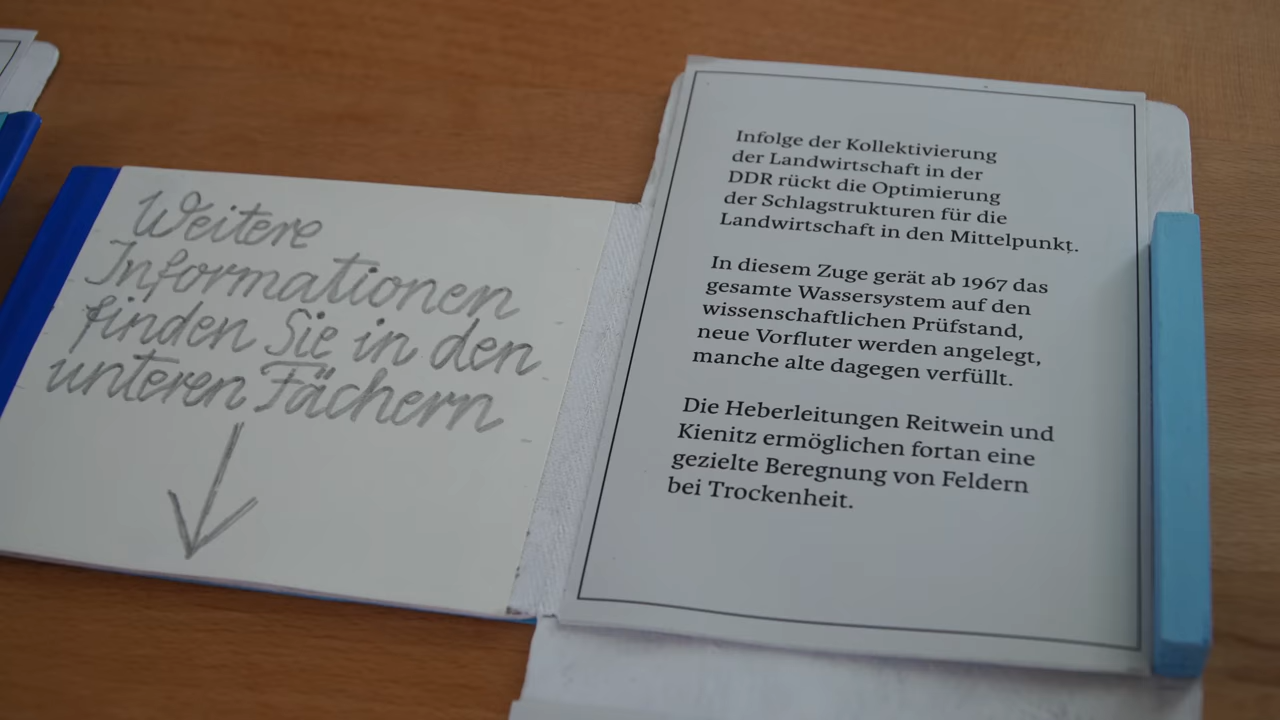 Weitere
Informationen
finden Sie in den
unteren Fächern
Infolge der Kollektivierung
der Landwirtschaft in der
DDR rückt die Optimierung
der Schlagstrukturen für die
Landwirtschaft in den Mittelpunkt.
In diesem Zuge gerät ab 1967 das
gesamte Wassersystem auf den
wissenschaftlichen Prüfstand,
neue Vorfluter werden angelegt,
manche alte dagegen verfüllt.
Die Heberleitungen Reitwein und
Kienitz ermöglichen fortan eine
gezielte Beregnung von Feldern
bei Trockenheit.